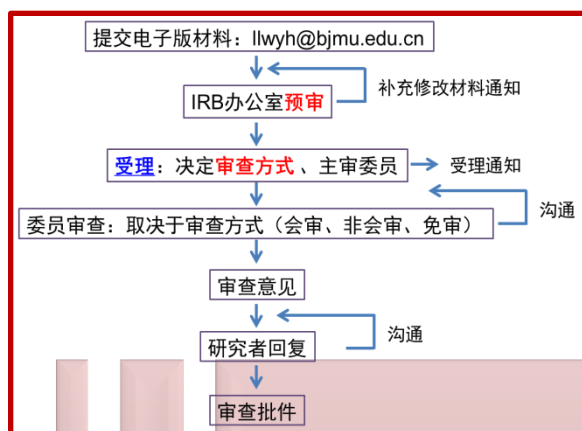 提交电子版材料：llwyh@bjmu.edu.cn
补充修改材料通知
IRB办公室预审
受理：决定审查方式、主审委员
受理通知
沟通
委员审查：取决于审查方式（会审、非会审、免审）
审查意见
沟通
研究者回复
审查批件